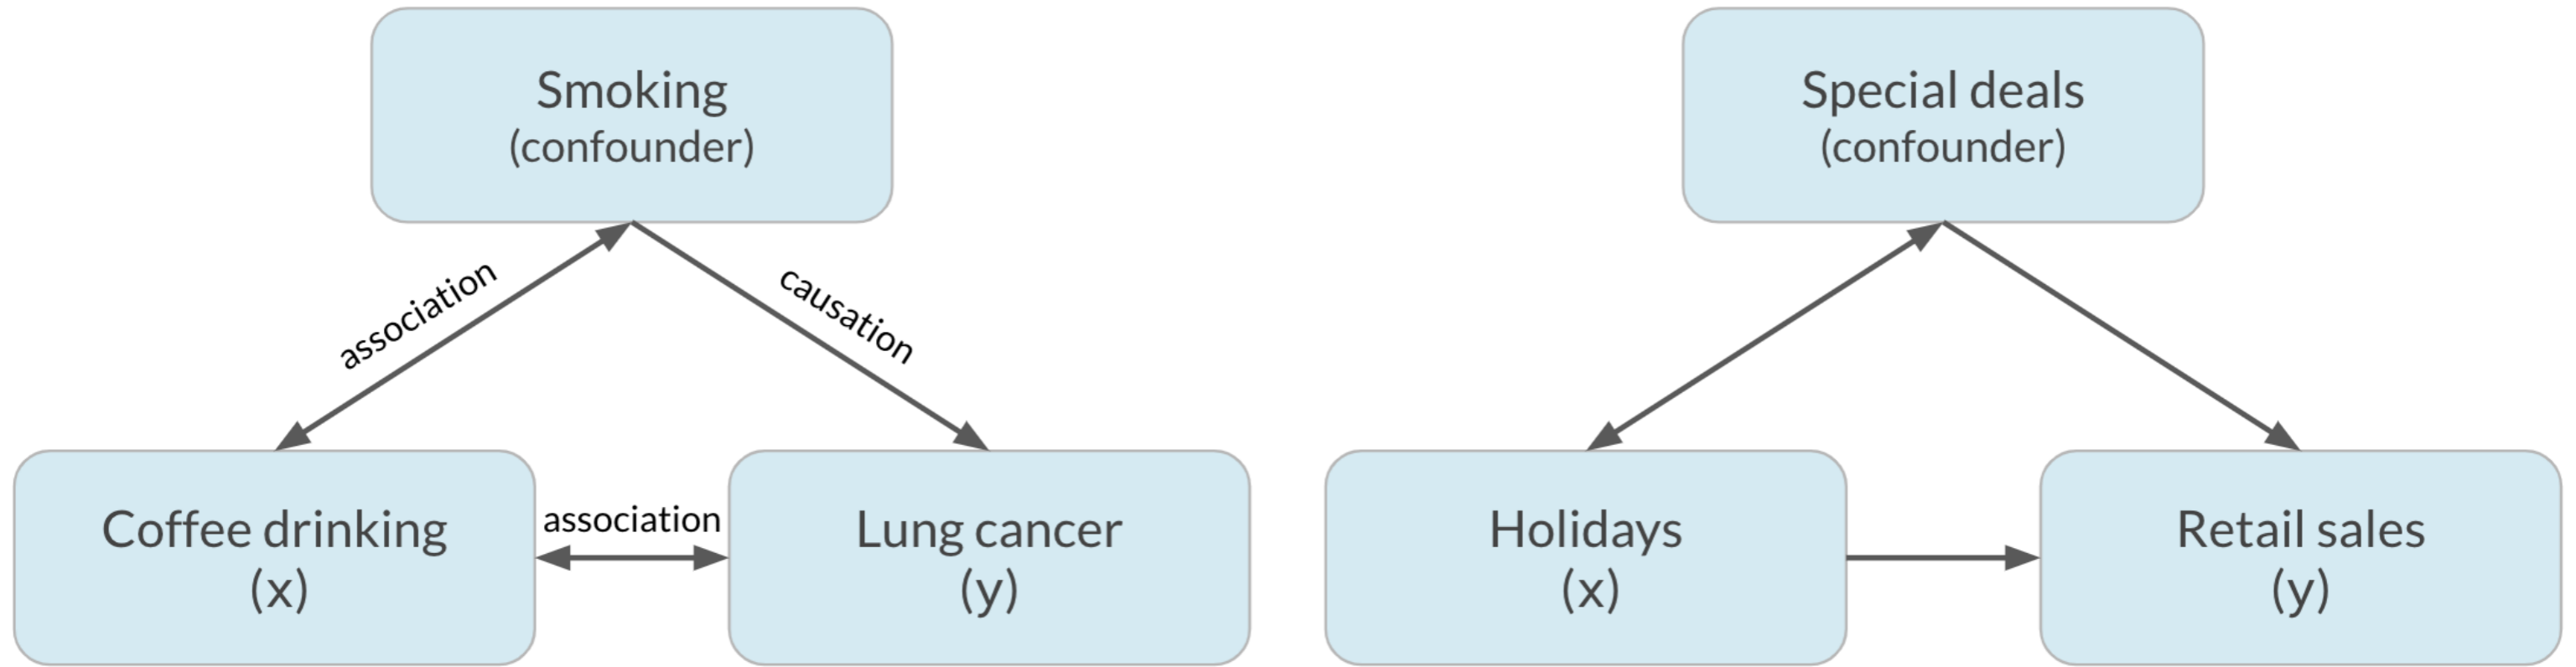 Smoking
(confounder)
association
causation
Coffee drinking
(x)
association
Lung cancer
(y)
Special deals
(confounder)
Holidays
(x)
Retail sales
(y)